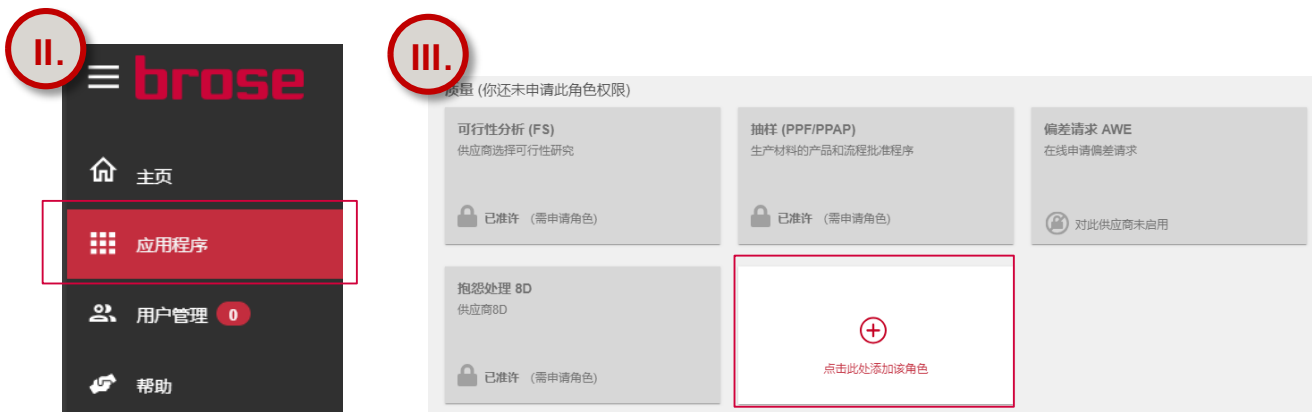 II.
brose
主页
应用程序
用户管理 0
帮助
III.
质量 (你还未申请此角色权限)
可行性分析 (FS)
供应商选择可行性研究
已准许 (需申请角色)
抽样 (PPF/PPAP)
生产材料的产品和流程批准程序
已准许 (需申请角色)
偏差请求 AWE
在线申请偏差请求
对此供应商未启用
抱怨处理 8D
供应商8D
已准许 (需申请角色)
点击此处添加该角色